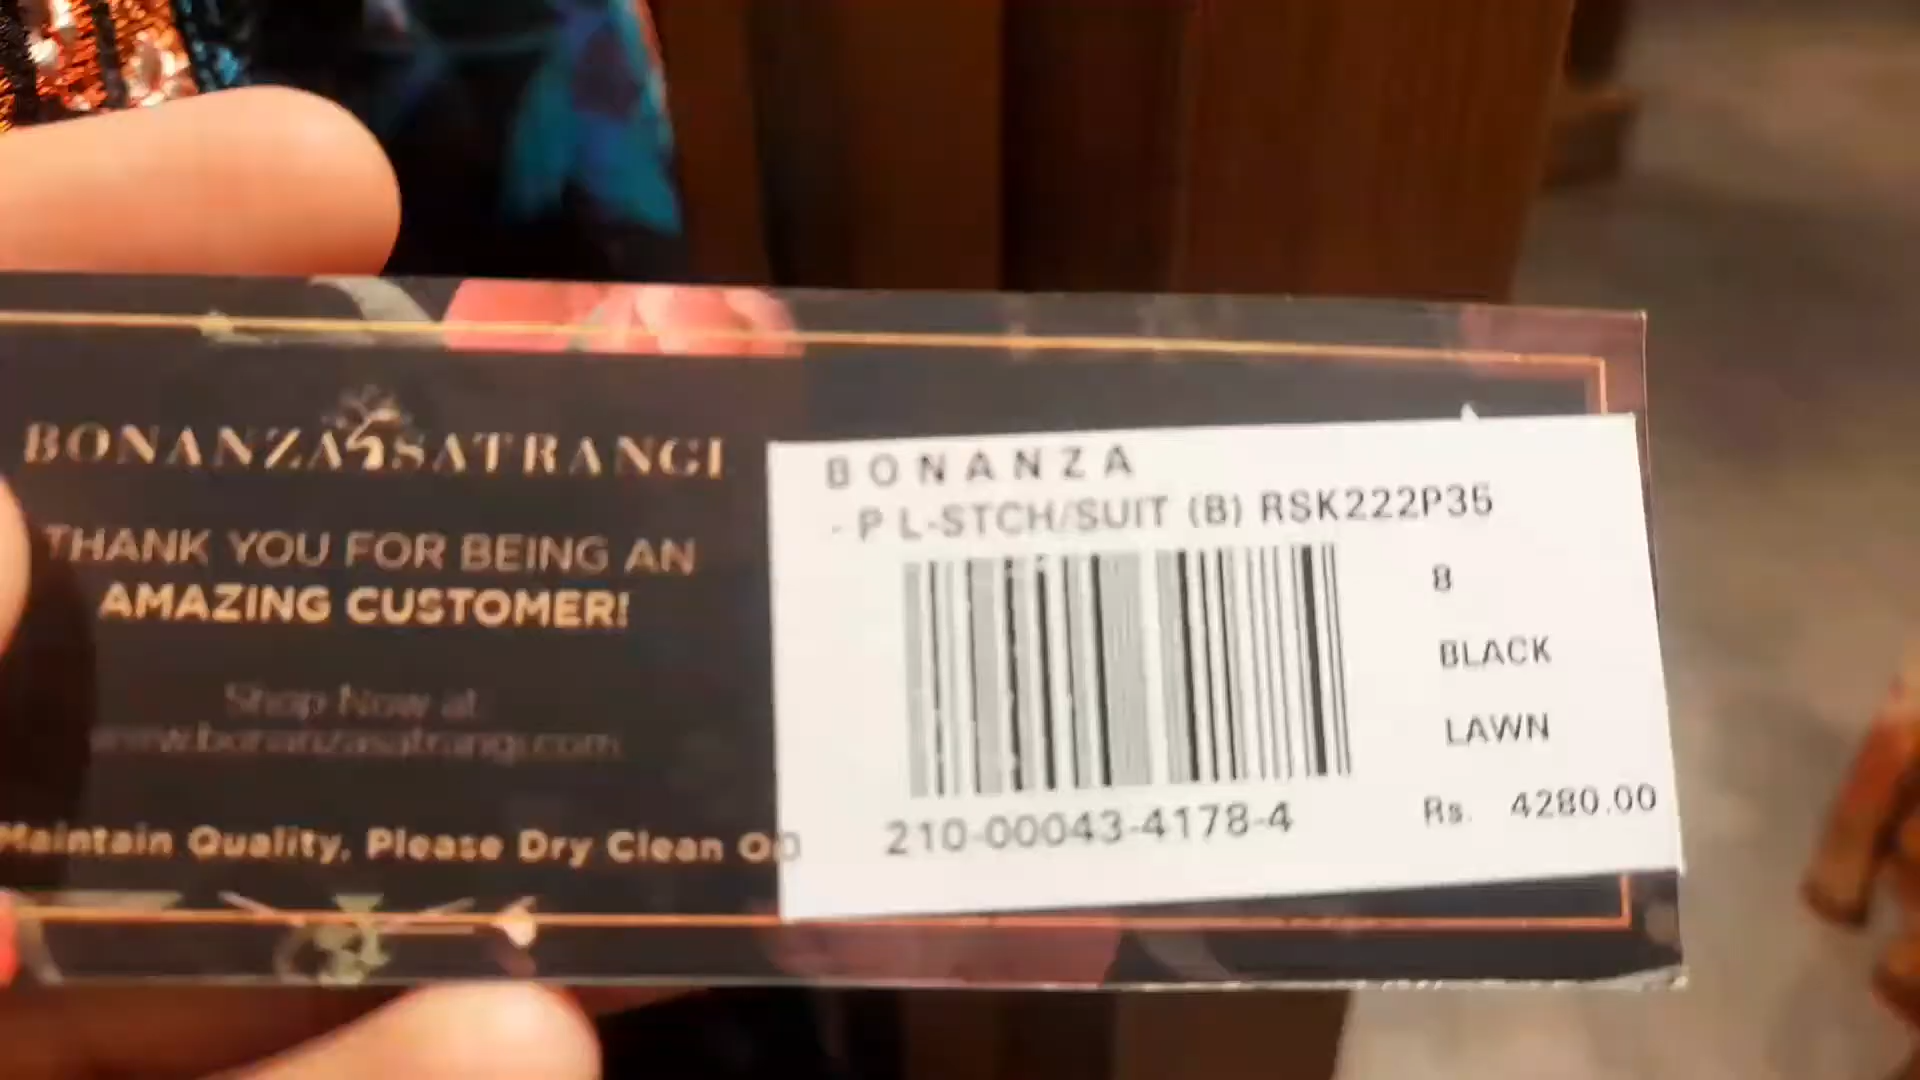 BONANZA SATRANGI
THANK YOU FOR BEING AN
AMAZING CUSTOMER!
Shop Now at
www.bonanzasatrangi.com
Maintain Quality, Please Dry Clean
BONANZA
- P L-STCH/SUIT (B) RSK222P35
8
BLACK
LAWN
Rs. 4280.00
210-00043-4178-4